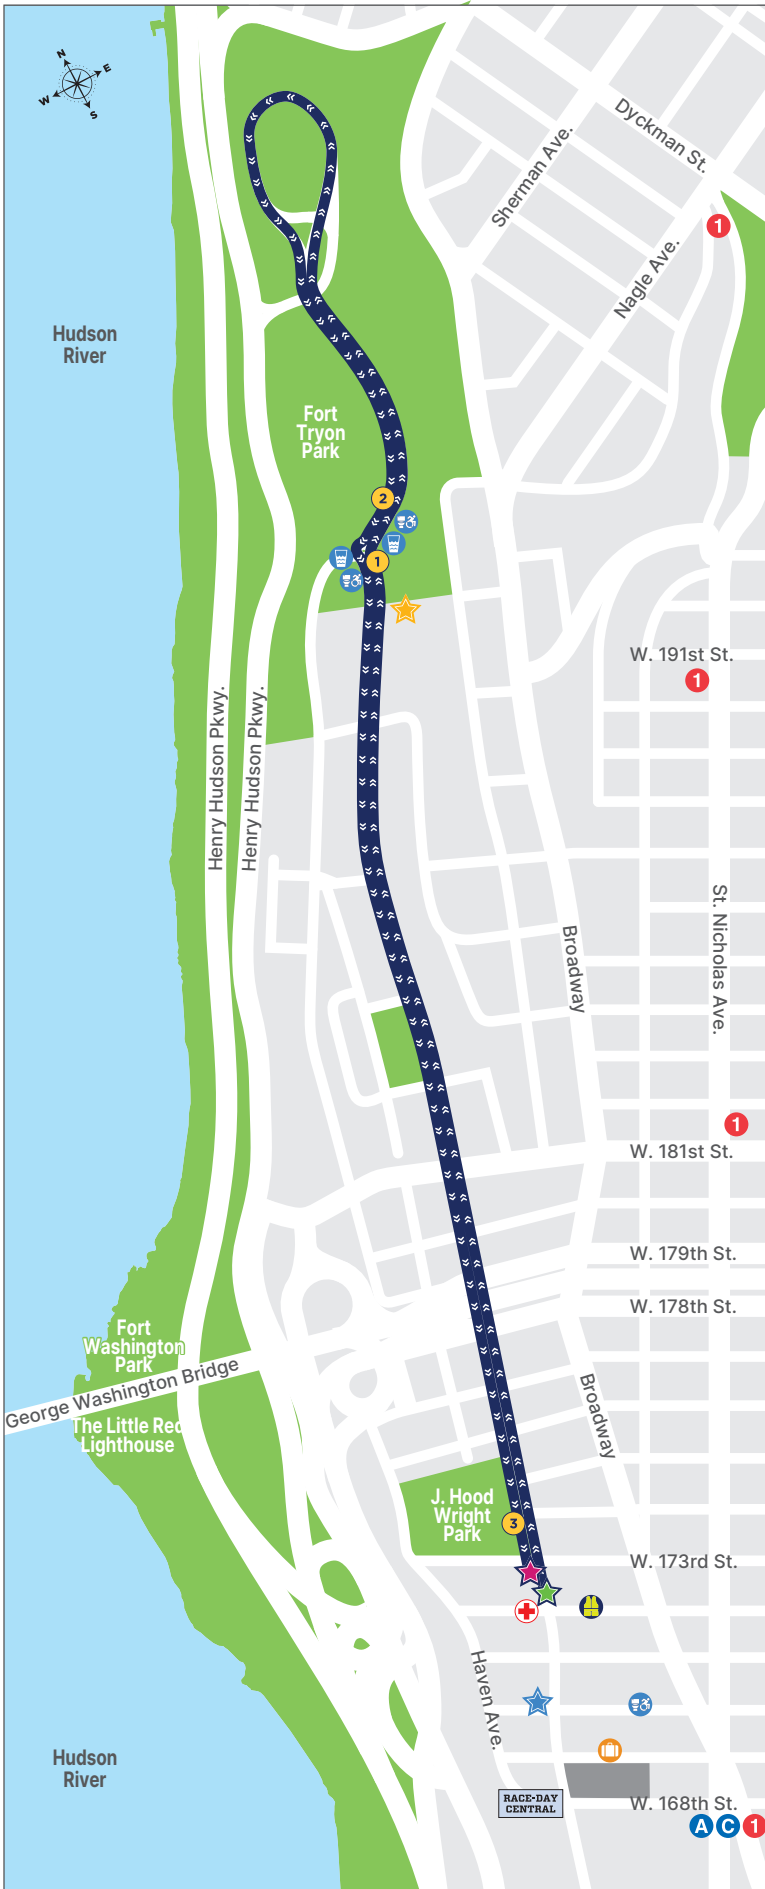 N
E
W
S
Dyckman St.
Sherman Ave.
1
Nagle Ave.
Hudson
River
Fort
Tryon
Park
2
1
W. 191st St.
1
Henry Hudson Pkwy.
Henry Hudson Pkwy.
St. Nicholas Ave.
Broadway
1
W. 181st St.
W. 179th St.
W. 178th St.
Fort
Washington
Park
George Washington Bridge
The Little Red
Lighthouse
Broadway
J. Hood
Wright
Park
3
W. 173rd St.
Haven Ave.
Hudson
River
RACE-DAY
CENTRAL
W. 168th St.
A C 1